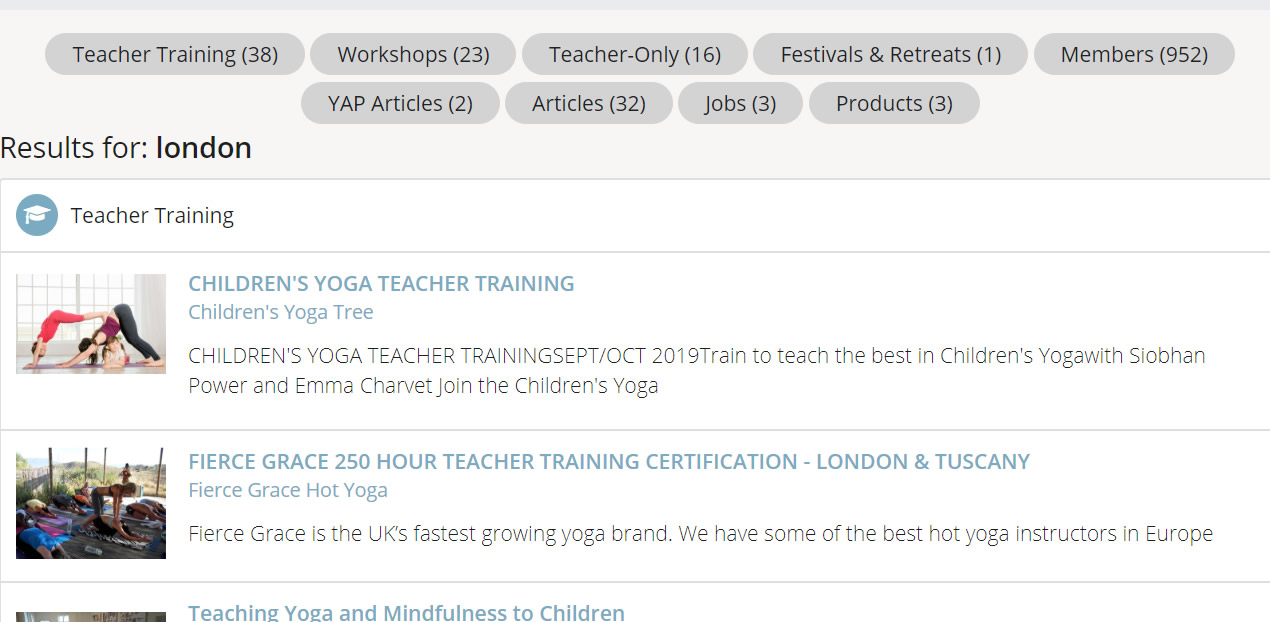 Teacher Training (38) Workshops (23) Teacher-Only (16) Festivals & Retreats (1) Members (952)
YAP Articles (2) Articles (32) Jobs (3) Products (3)
Results for: london
Teacher Training
CHILDREN'S YOGA TEACHER TRAINING
Children's Yoga Tree
CHILDREN'S YOGA TEACHER TRAININGSEPT/OCT 2019Train to teach the best in Children's Yogawith Siobhan
Power and Emma Charvet Join the Children's Yoga
FIERCE GRACE 250 HOUR TEACHER TRAINING CERTIFICATION - LONDON & TUSCANY
Fierce Grace Hot Yoga
Fierce Grace is the UK’s fastest growing yoga brand. We have some of the best hot yoga instructors in Europe
Teaching Yoga and Mindfulness to Children